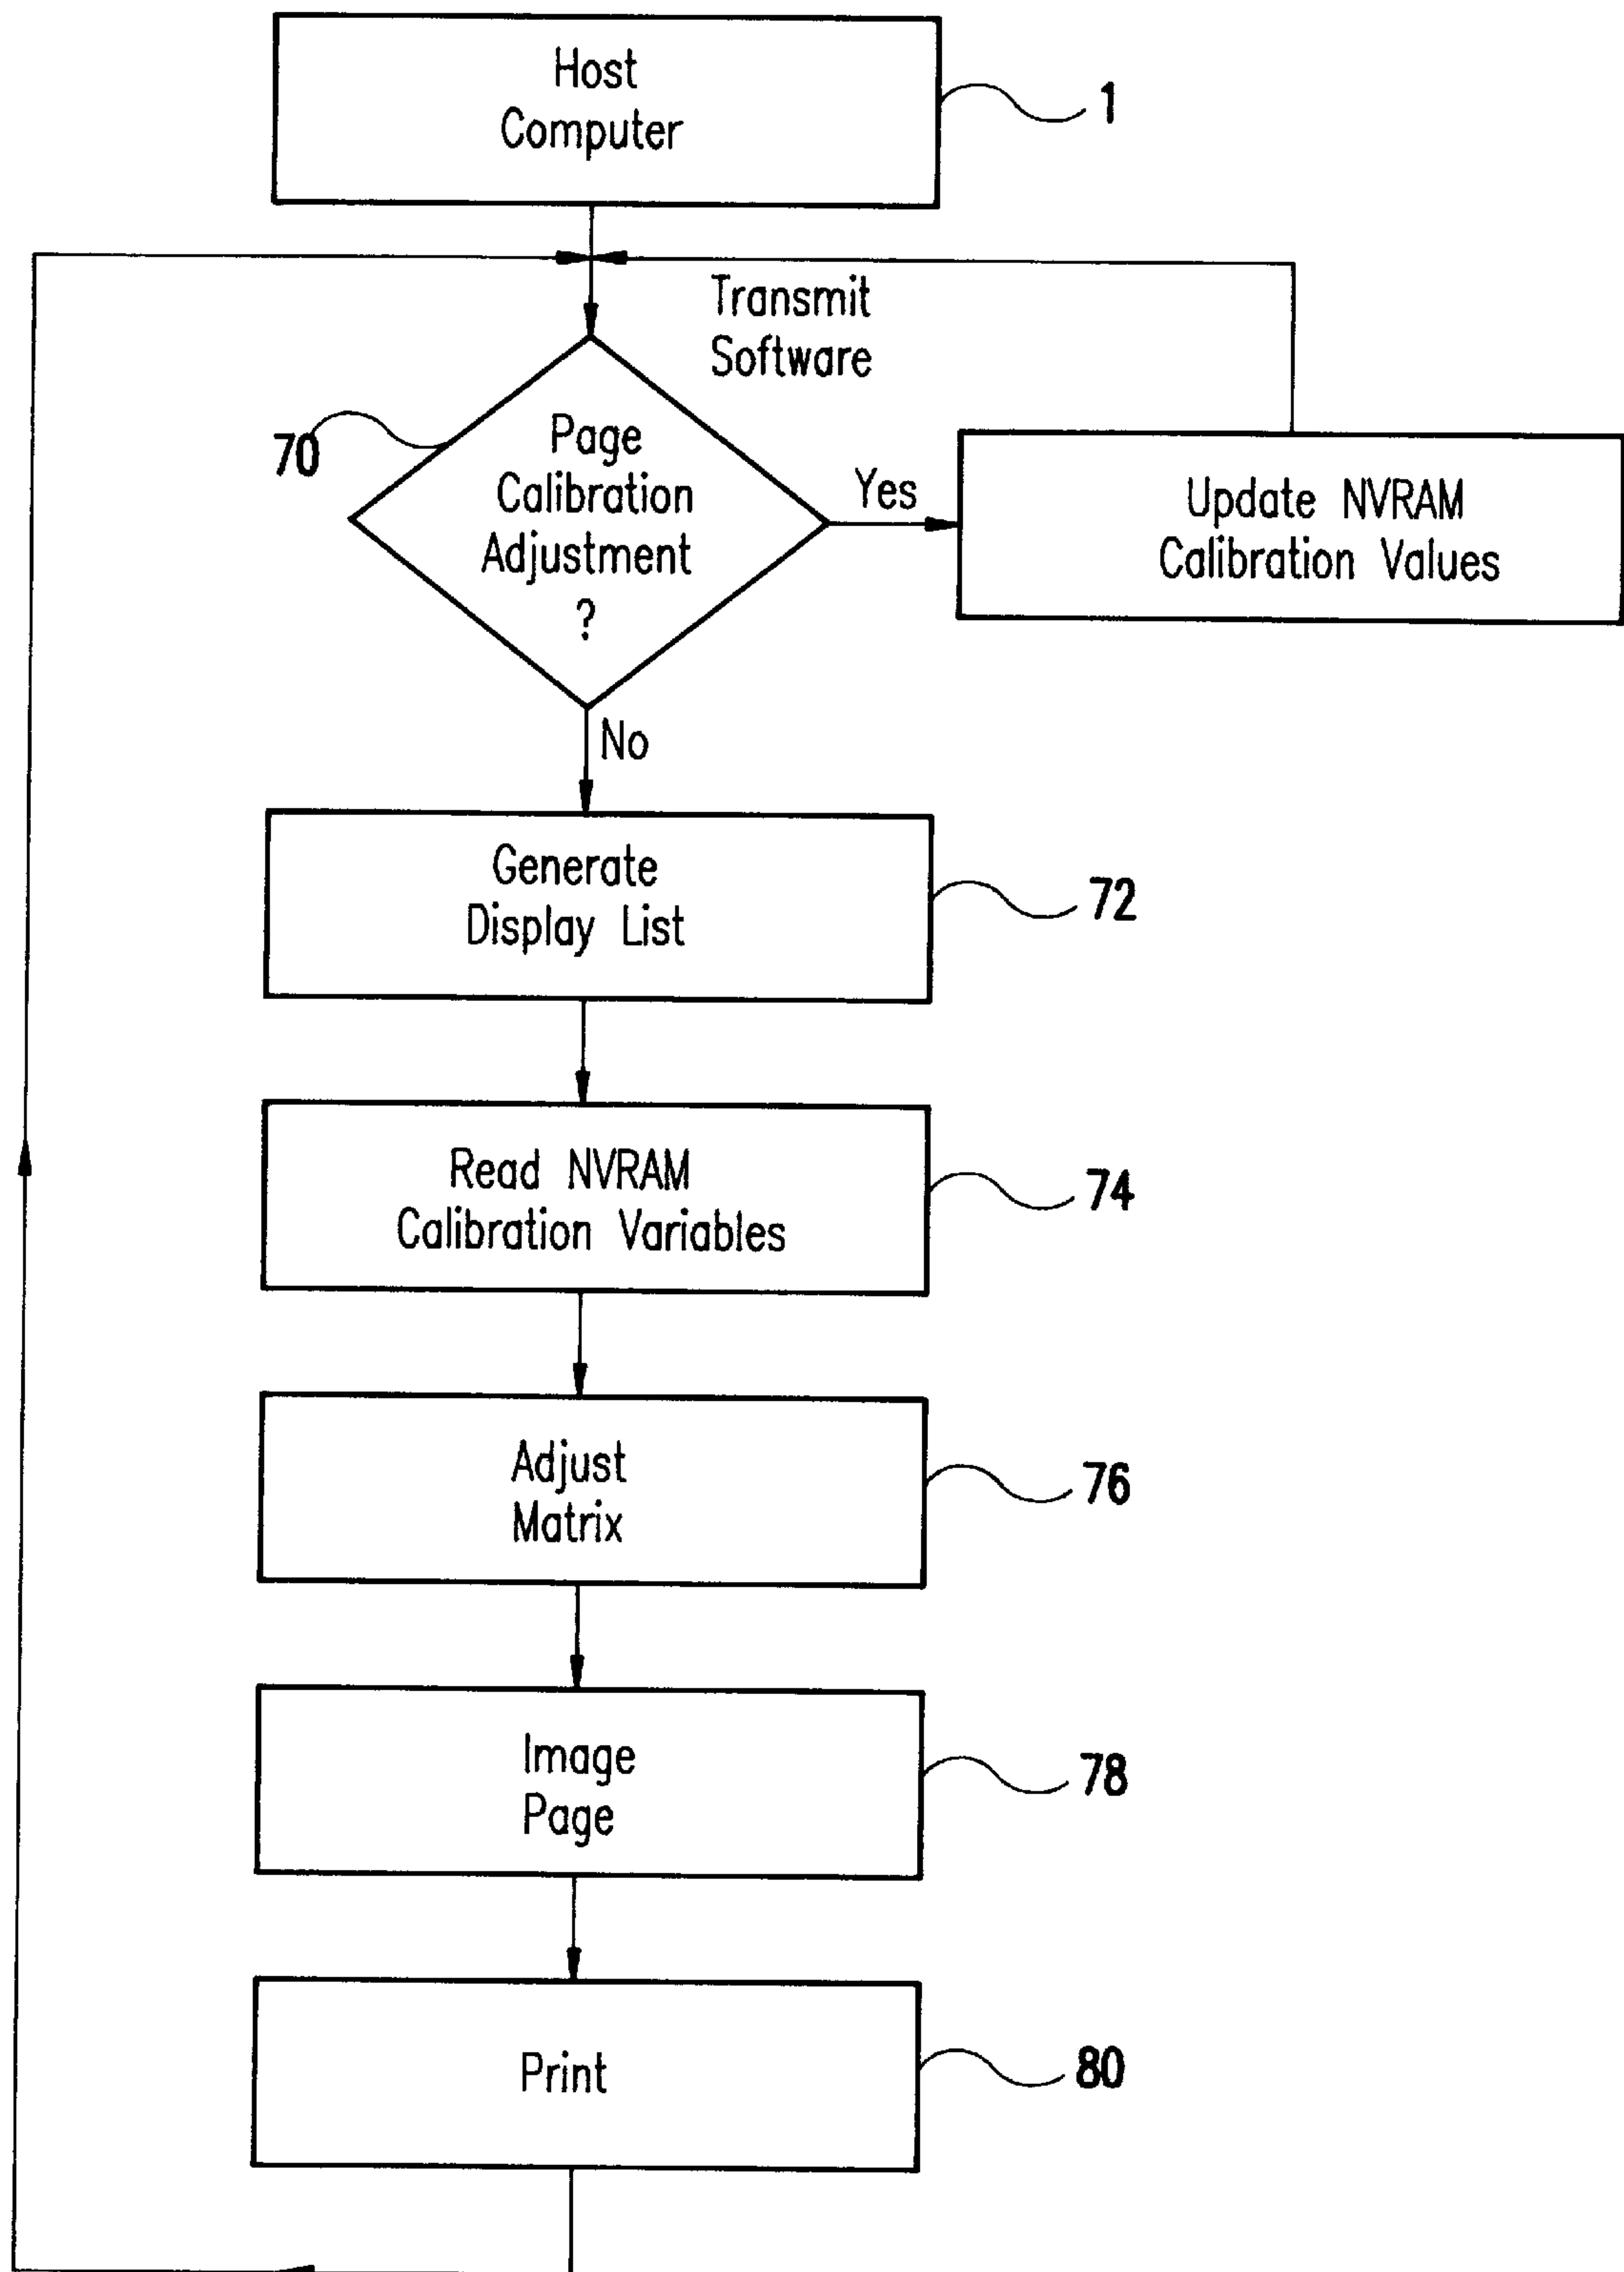 Host
Computer
1
Transmit
Software
70
Page
Calibration
Adjustment
?
Yes
Update NVRAM
Calibration Values
No
Generate
Display List
72
Read NVRAM
Calibration Variables
74
Adjust
Matrix
76
Image
Page
78
Print
80